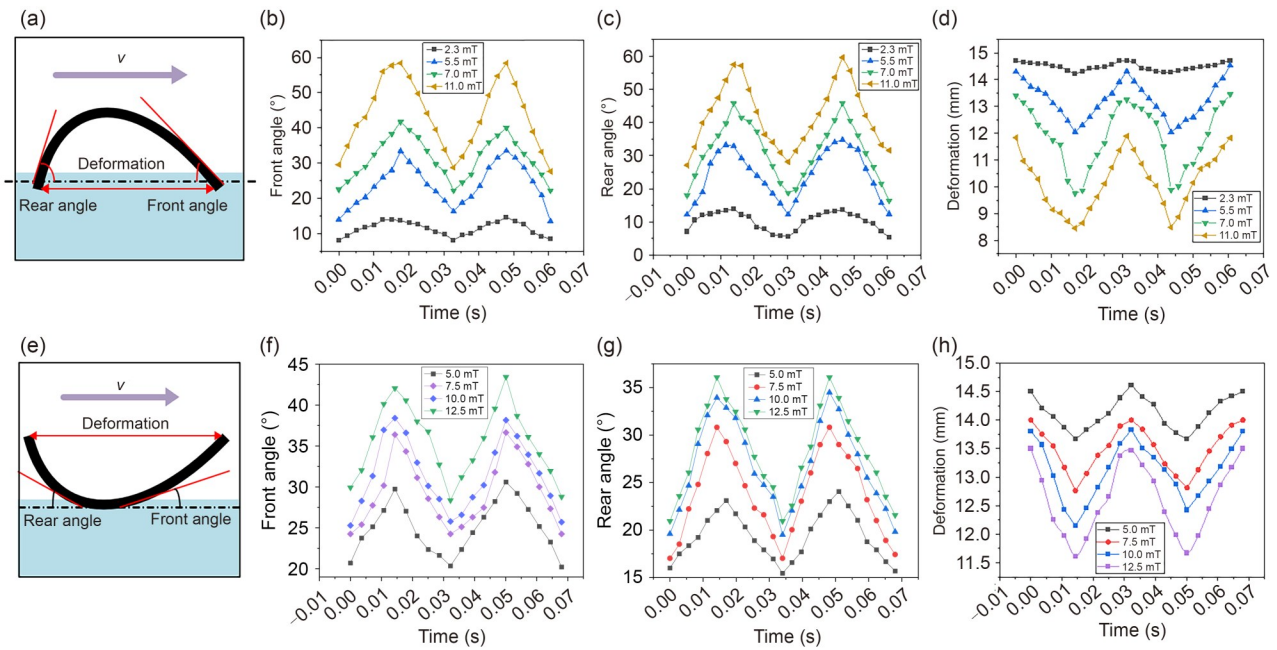 (a)
v
Deformation
Rear angle
Front angle
(b)
Front angle (°)
60
50
40
30
20
10
2.3 mT
5.5 mT
7.0 mT
11.0 mT
0.00
0.01
0.02
0.03
0.04
0.05
0.06
0.07
Time (s)
(c)
Rear angle (°)
60
50
40
30
20
10
0
2.3 mT
5.5 mT
7.0 mT
11.0 mT
−0.01
0.00
0.01
0.02
0.03
0.04
0.05
0.06
0.07
Time (s)
(d)
Deformation (mm)
15
14
13
12
11
10
9
8
2.3 mT
5.5 mT
7.0 mT
11.0 mT
0.00
0.01
0.02
0.03
0.04
0.05
0.06
0.07
Time (s)
(e)
v
Deformation
Rear angle
Front angle
(f)
Front angle (°)
45
40
35
30
25
20
5.0 mT
7.5 mT
10.0 mT
12.5 mT
−0.01
0.00
0.01
0.02
0.03
0.04
0.05
0.06
0.07
Time (s)
(g)
Rear angle (°)
35
30
25
20
15
5.0 mT
7.5 mT
10.0 mT
12.5 mT
0.00
0.01
0.02
0.03
0.04
0.05
0.06
0.07
Time (s)
(h)
Deformation (mm)
15.0
14.5
14.0
13.5
13.0
12.5
12.0
11.5
5.0 mT
7.5 mT
10.0 mT
12.5 mT
−0.01
0.00
0.01
0.02
0.03
0.04
0.05
0.06
0.07
Time (s)